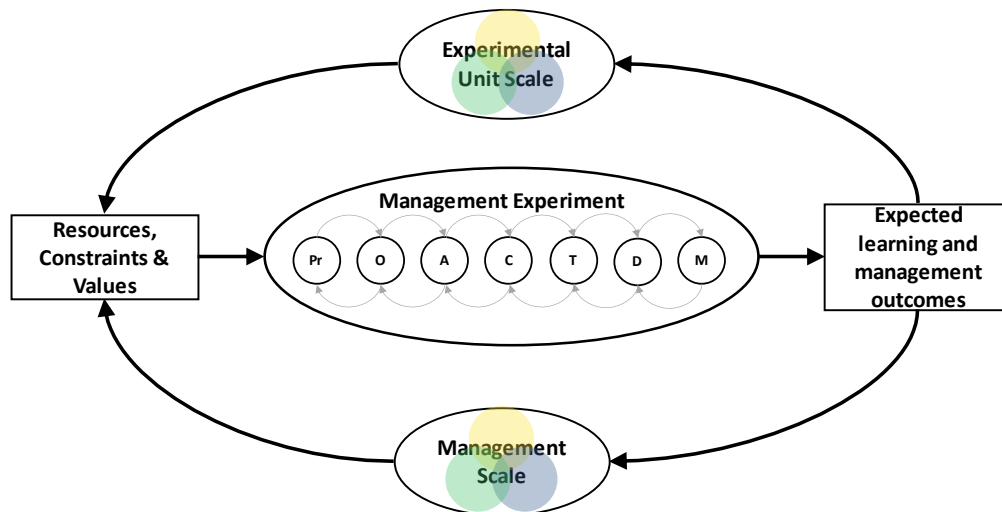 Experimental
Unit Scale
Management Experiment
Resources,
Constraints &
Values
Pr
O
A
C
T
D
M
Expected
learning and
management
outcomes
Management
Scale